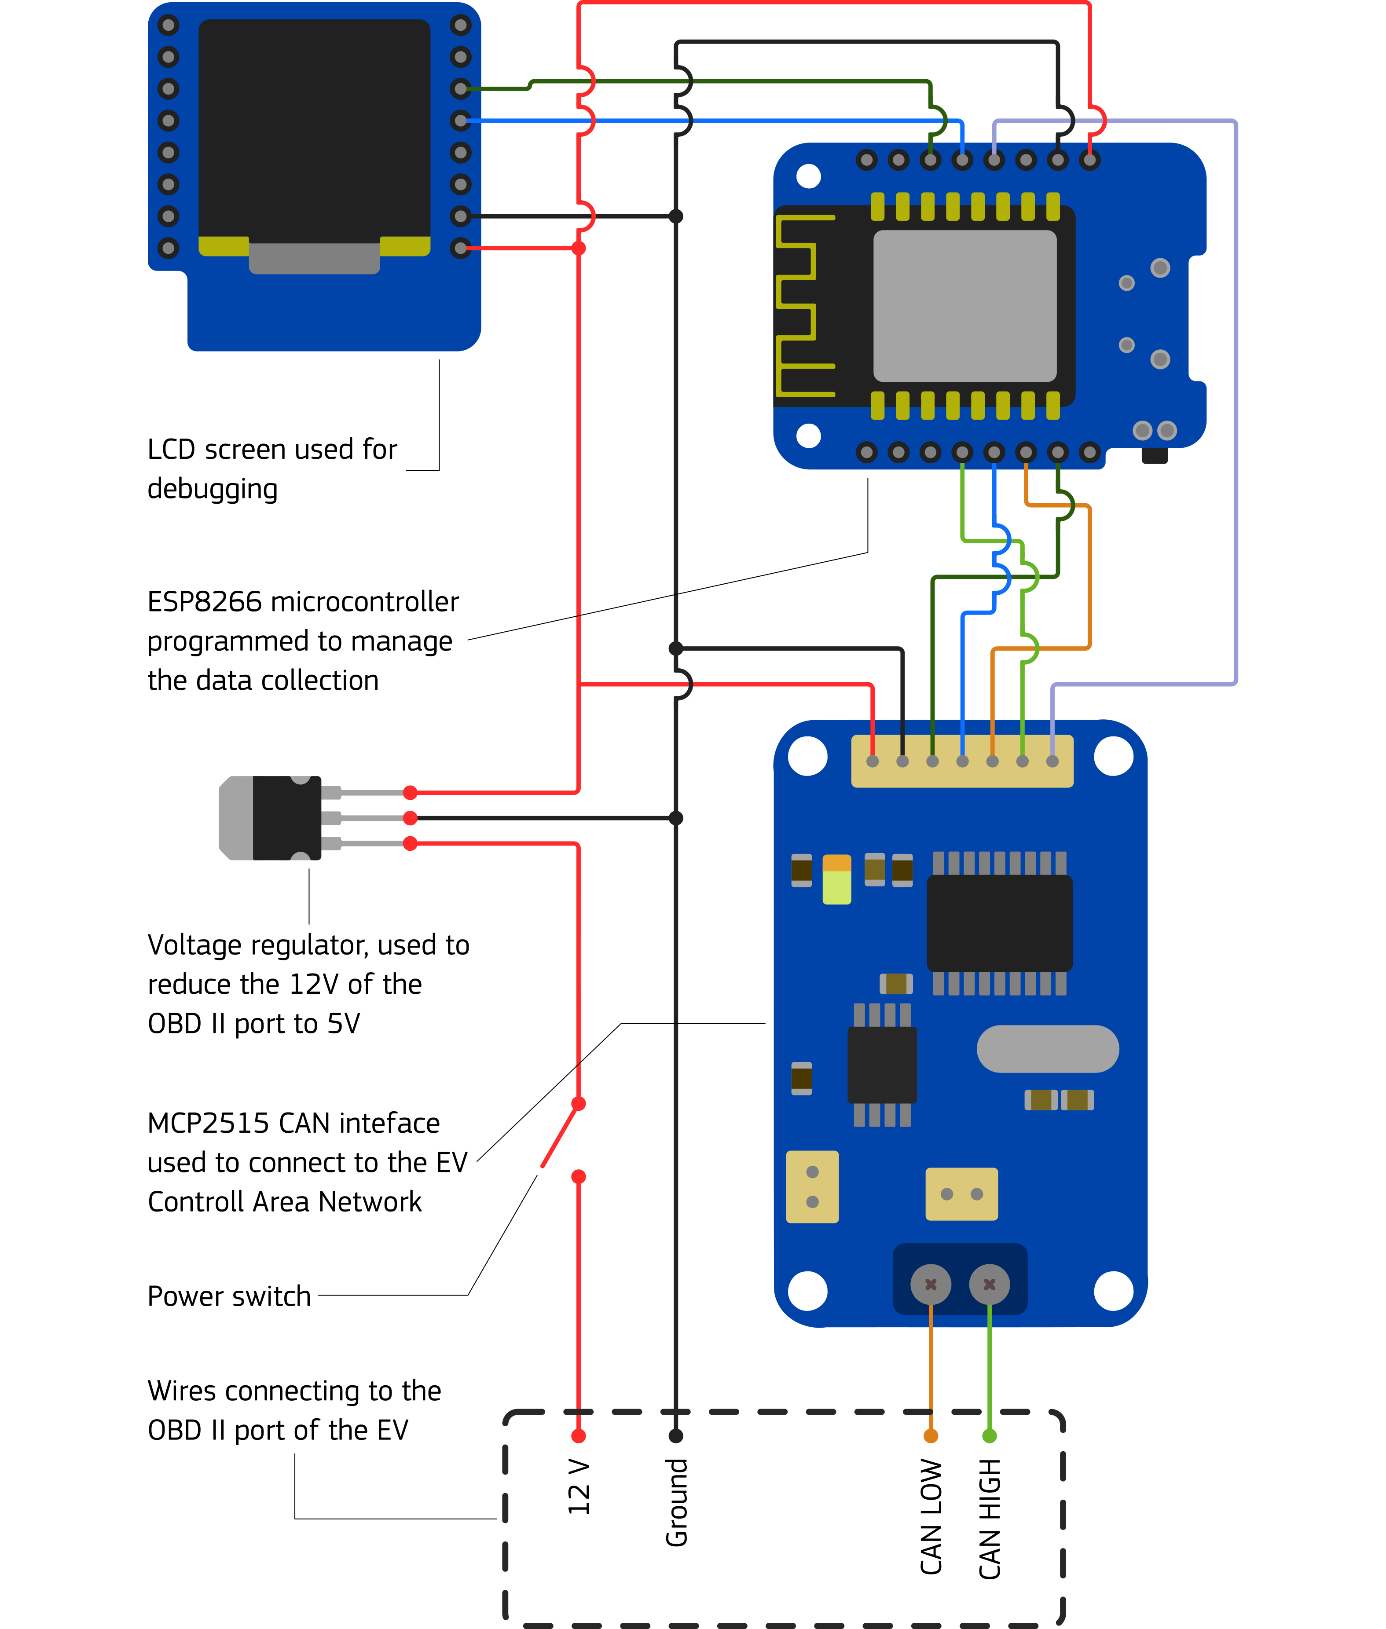 LCD screen used for
debugging
ESP8266 microcontroller
programmed to manage
the data collection
Voltage regulator, used to
reduce the 12V of the
OBD II port to 5V
MCP2515 CAN inteface
used to connect to the EV
Controll Area Network
Power switch
Wires connecting to the
OBD II port of the EV
12 V
Ground
CAN LOW
CAN HIGH